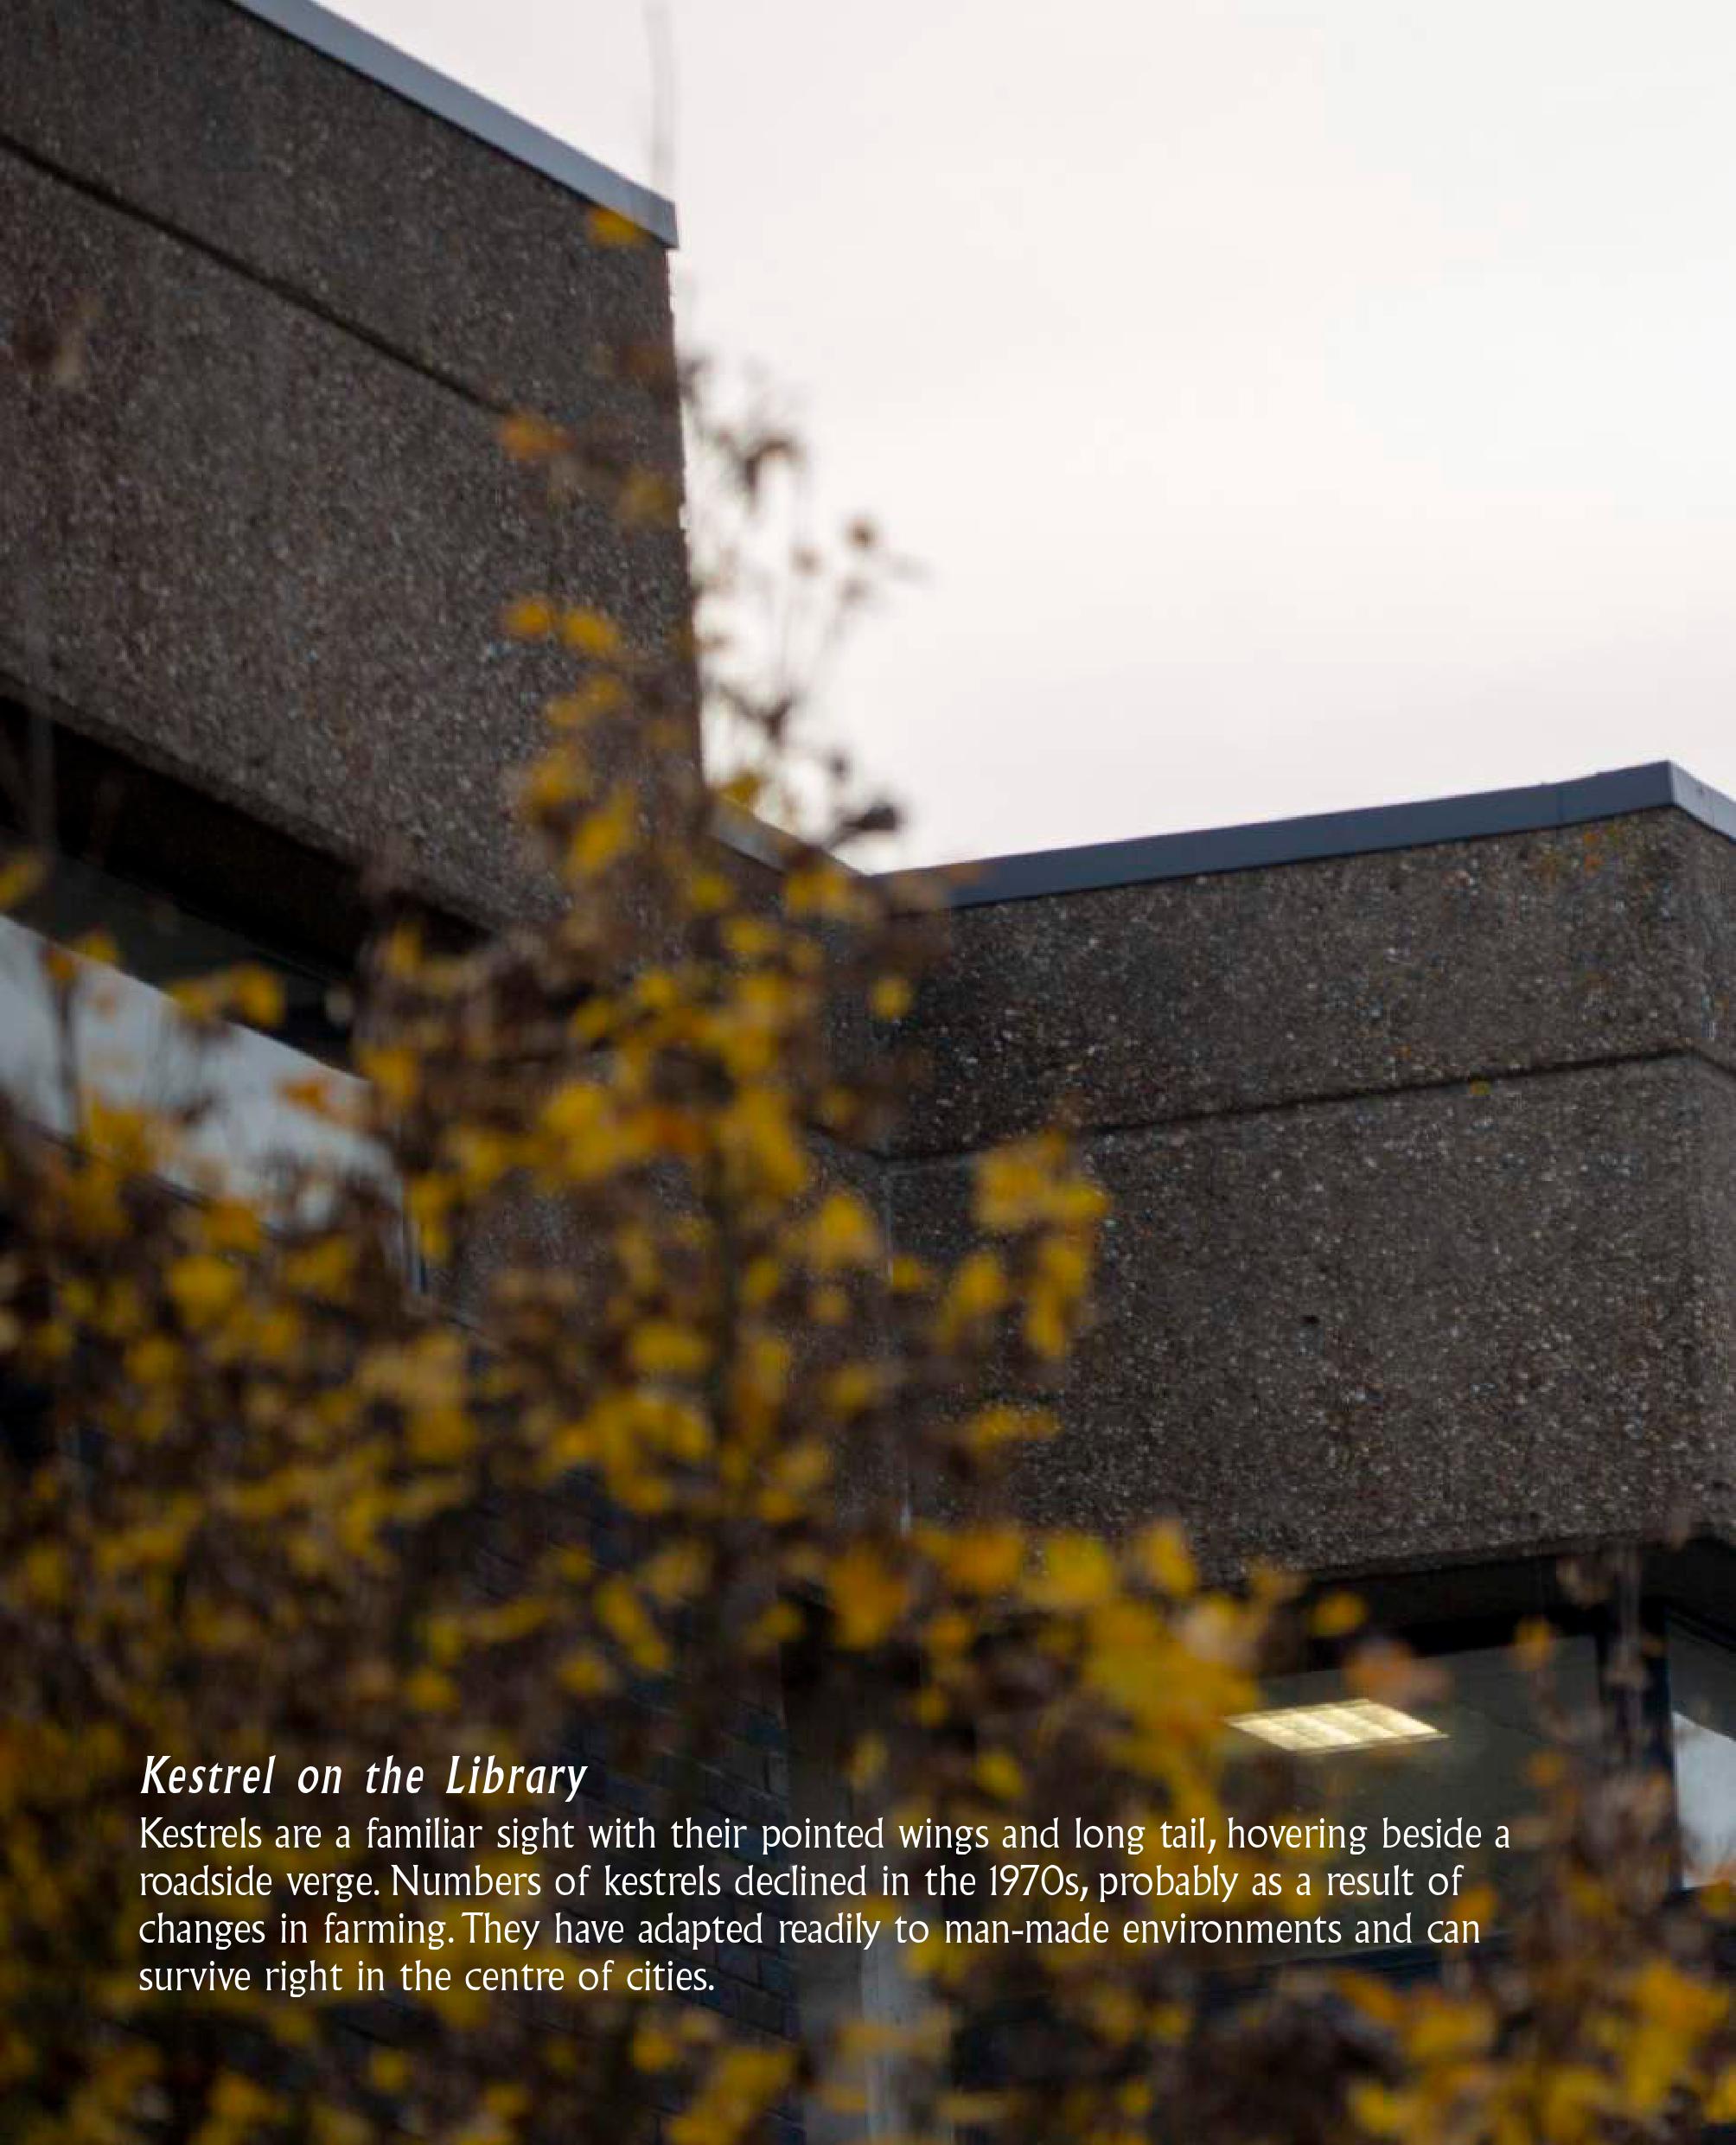 Kestrel on the Library
Kestrels are a familiar sight with their pointed wings and long tail, hovering beside a
roadside verge. Numbers of kestrels declined in the 1970s, probably as a result of
changes in farming. They have adapted readily to man-made environments and can
survive right in the centre of cities.